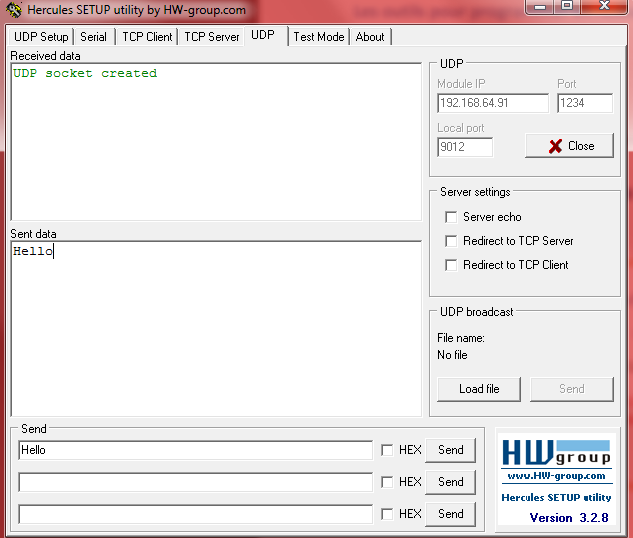 Hercules SETUP utility by HW-group.com
UDP Setup Serial TCP Client TCP Server UDP Test Mode About
Received data
UDP socket created
Sent data
Hello
UDP
Module IP Port
192.168.64.91 1234
Local port
9012 Close
Server settings
Server echo
Redirect to TCP Server
Redirect to TCP Client
UDP broadcast
File name:
No file
Load file Send
Send
Hello HEX Send
HEX Send
HEX Send
HW group
www.HW-group.com
Hercules SETUP utility
Version 3.2.8